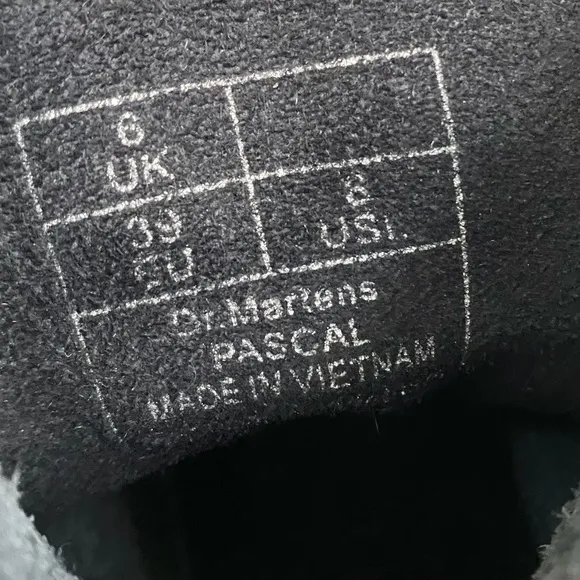 6
UK
39
EU
8
USL
Dr.Martens
PASCAL
MADE IN VIETNAM